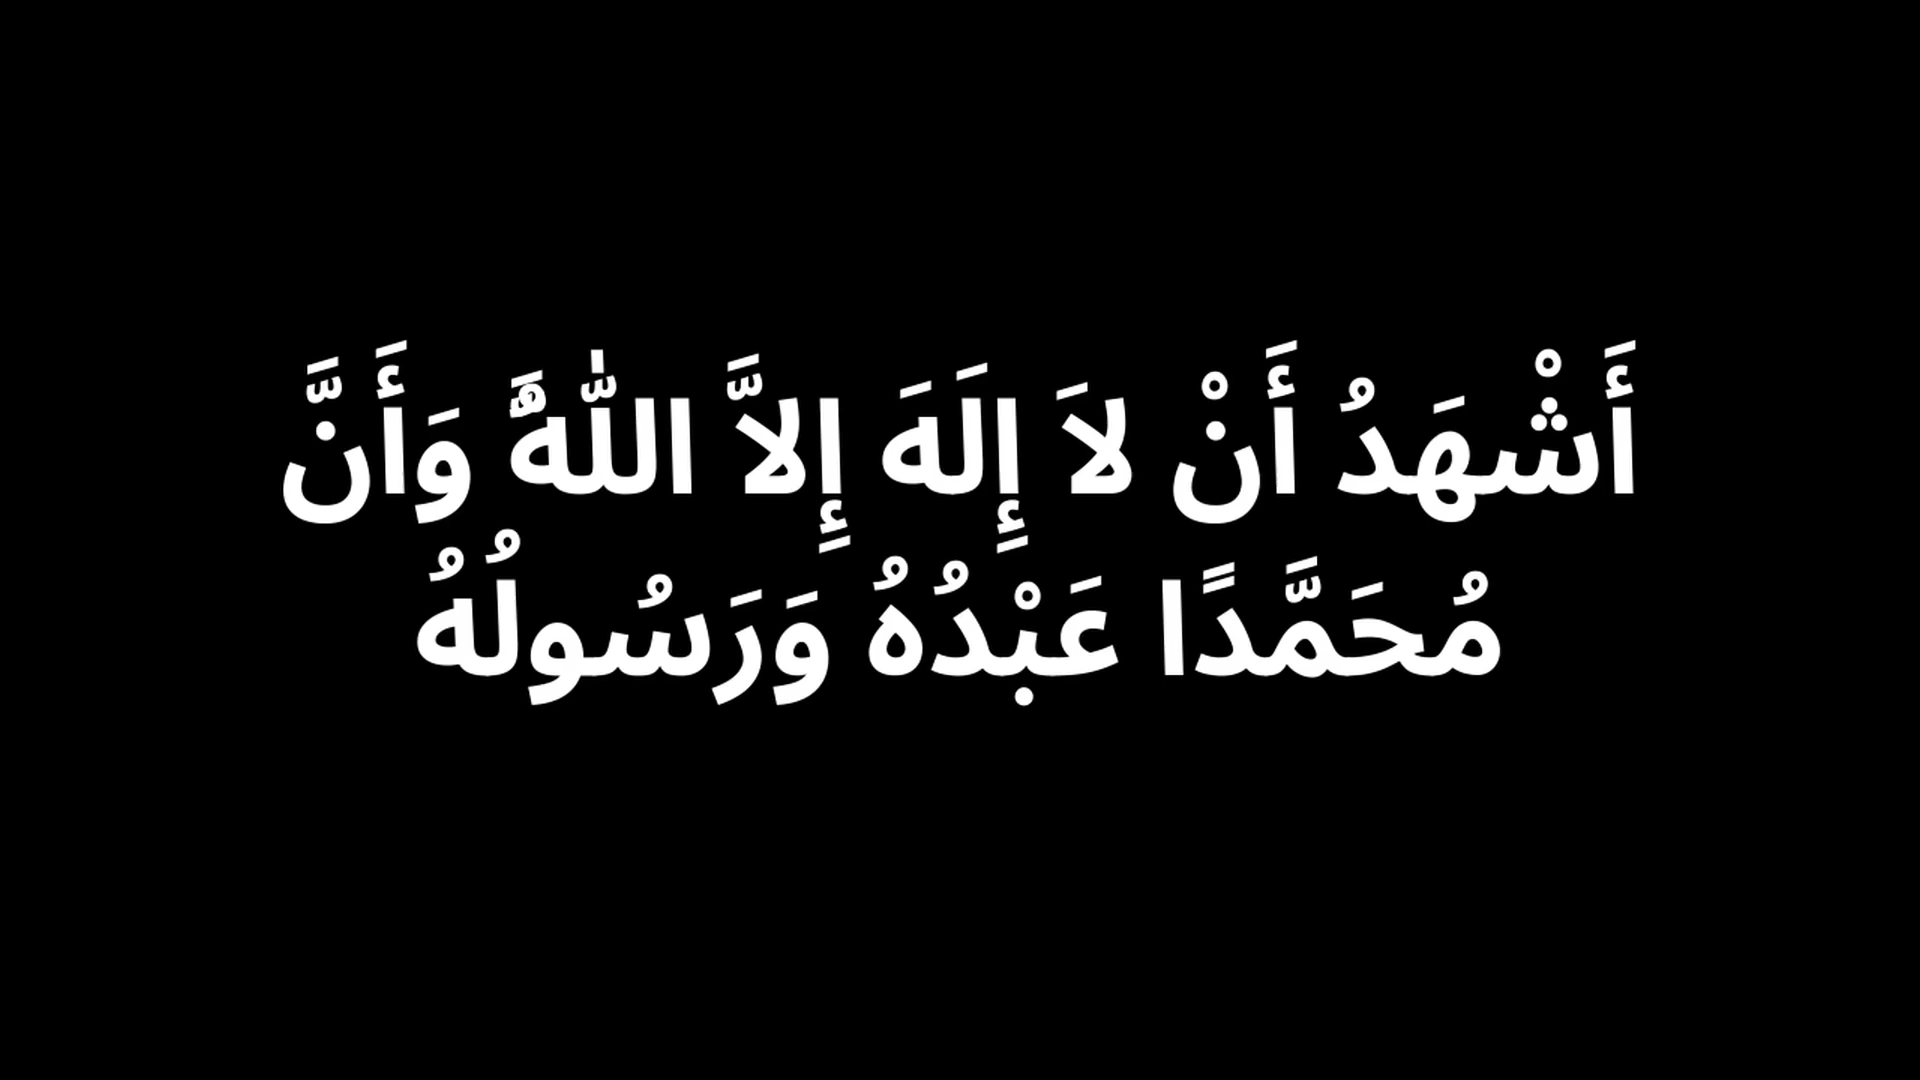 أَشْهَدُ أَنْ لاَ إِلَهَ إِلاَّ اللهَُّ وَأَنَّ
مُحَمَّدًا عَبْدُهُ وَرَسُولُهُ